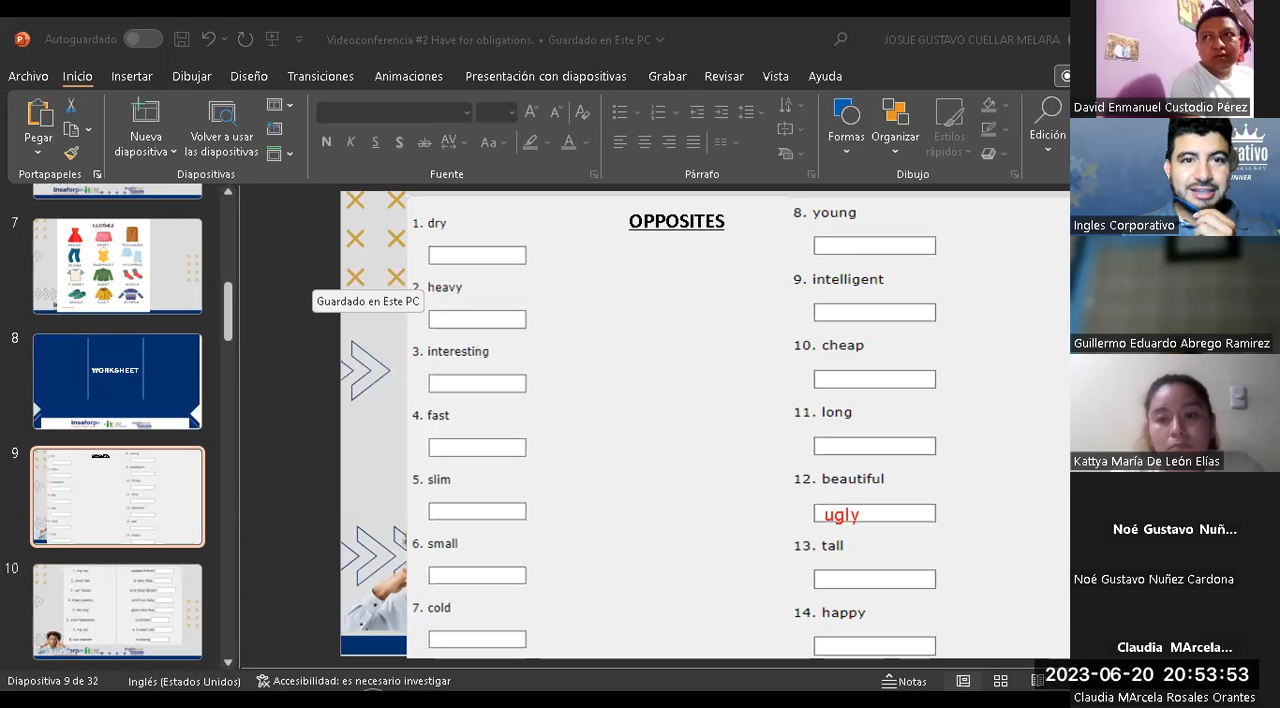 Autoguardado
Videoconferencia #2 Have for obligations. • Guardado en Este PC
JOSUE GUSTAVO CUELLAR MELARA
Archivo Inicio Insertar Dibujar Diseño Transiciones Animaciones Presentación con diapositivas Grabar Revisar Vista Ayuda
Pegar
Nueva diapositiva
Volver a usar las diapositivas
Formas
Organizar
Estilos rápidos
Edición
Portapapeles
Diapositivas
Fuente
Párrafo
Dibujo
7
CLOTHES
8
WORKSHEET
Insaforp
9
10
Guardado en Este PC
OPPOSITES
1. dry
2. heavy
3. interesting
4. fast
5. slim
6. small
7. cold
8. young
9. intelligent
10. cheap
11. long
12. beautiful
ugly
13. tall
14. happy
David Enmanuel Custodio Pérez
Ingles Corporativo
Guillermo Eduardo Abrego Ramirez
Kattya María De León Elías
Noé Gustavo Nuñ...
Noé Gustavo Nuñez Cardona
Claudia MArcela...
2023-06-20 20:53:53
Claudia MArcela Rosales Orantes
Diapositiva 9 de 32
Inglés (Estados Unidos)
Accesibilidad: es necesario investigar
Notas